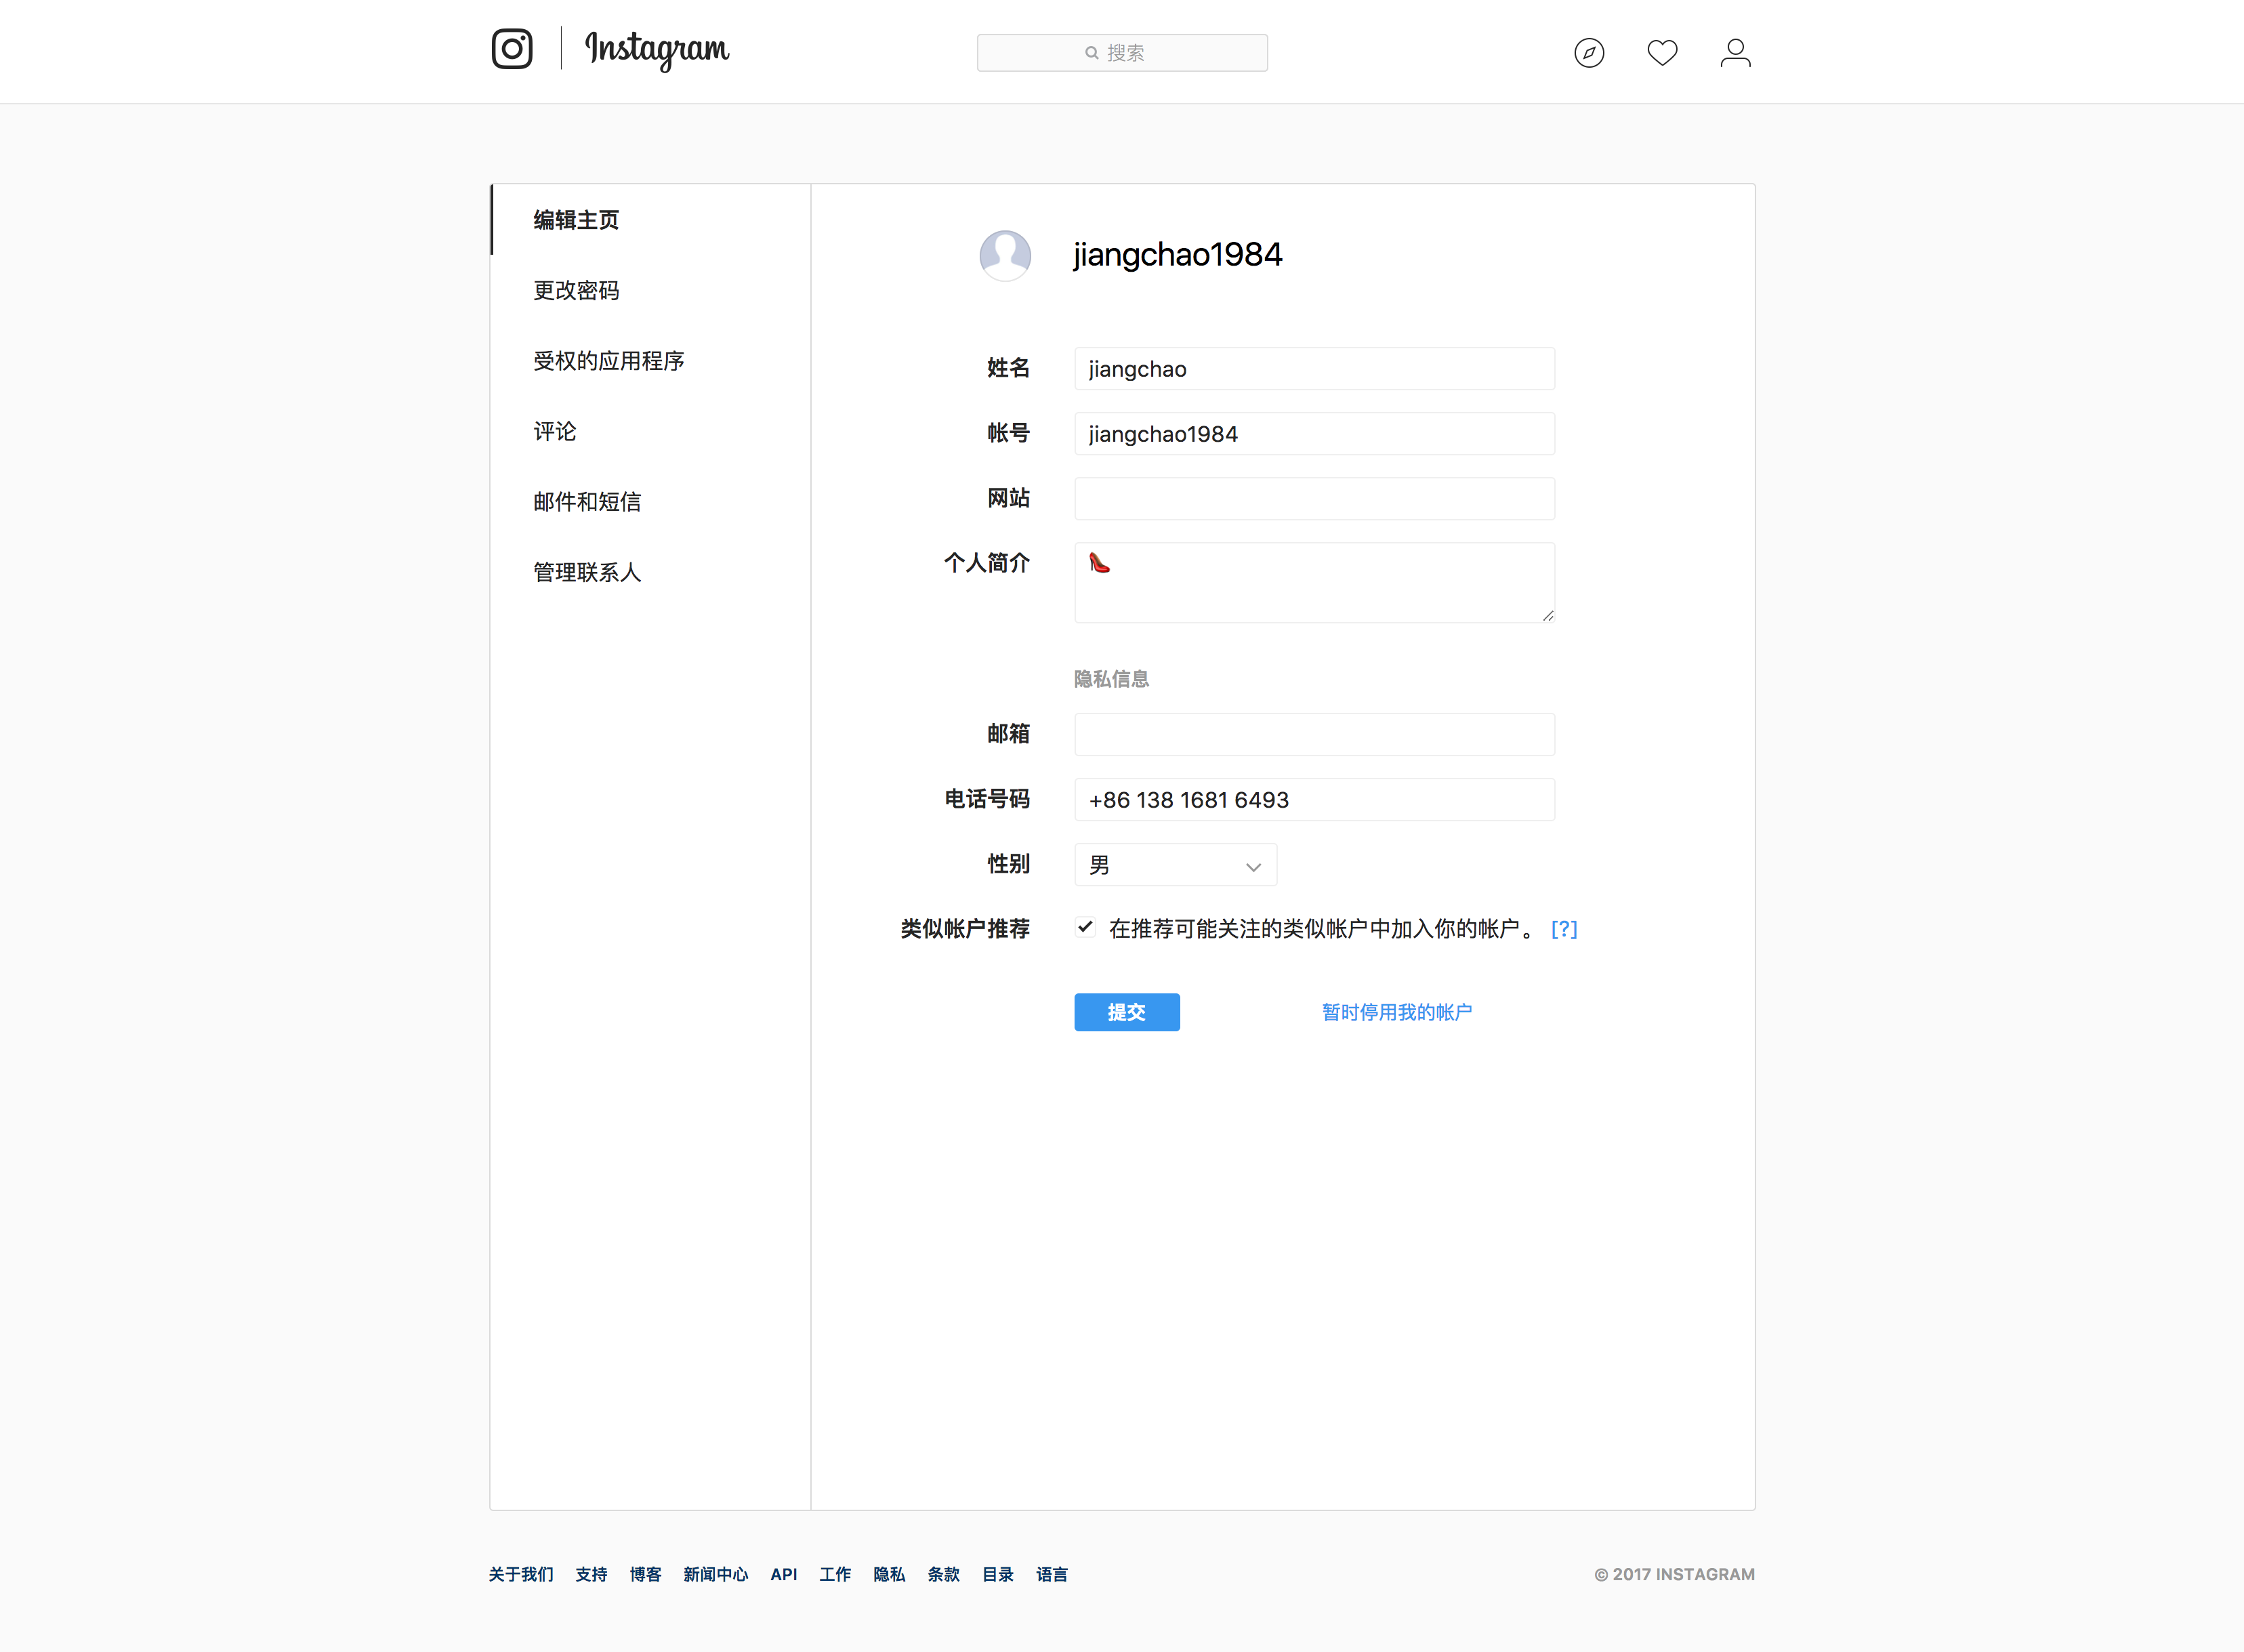 Instagram
搜索
编辑主页
更改密码
受权的应用程序
评论
邮件和短信
管理联系人
jiangchao1984
姓名 jiangchao
帐号 jiangchao1984
网站
个人简介 👠
隐私信息
邮箱
电话号码 +86 138 1681 6493
性别 男
类似帐户推荐 在推荐可能关注的类似帐户中加入你的帐户。 [?]
提交 暂时停用我的帐户
关于我们 支持 博客 新闻中心 API 工作 隐私 条款 目录 语言 © 2017 INSTAGRAM